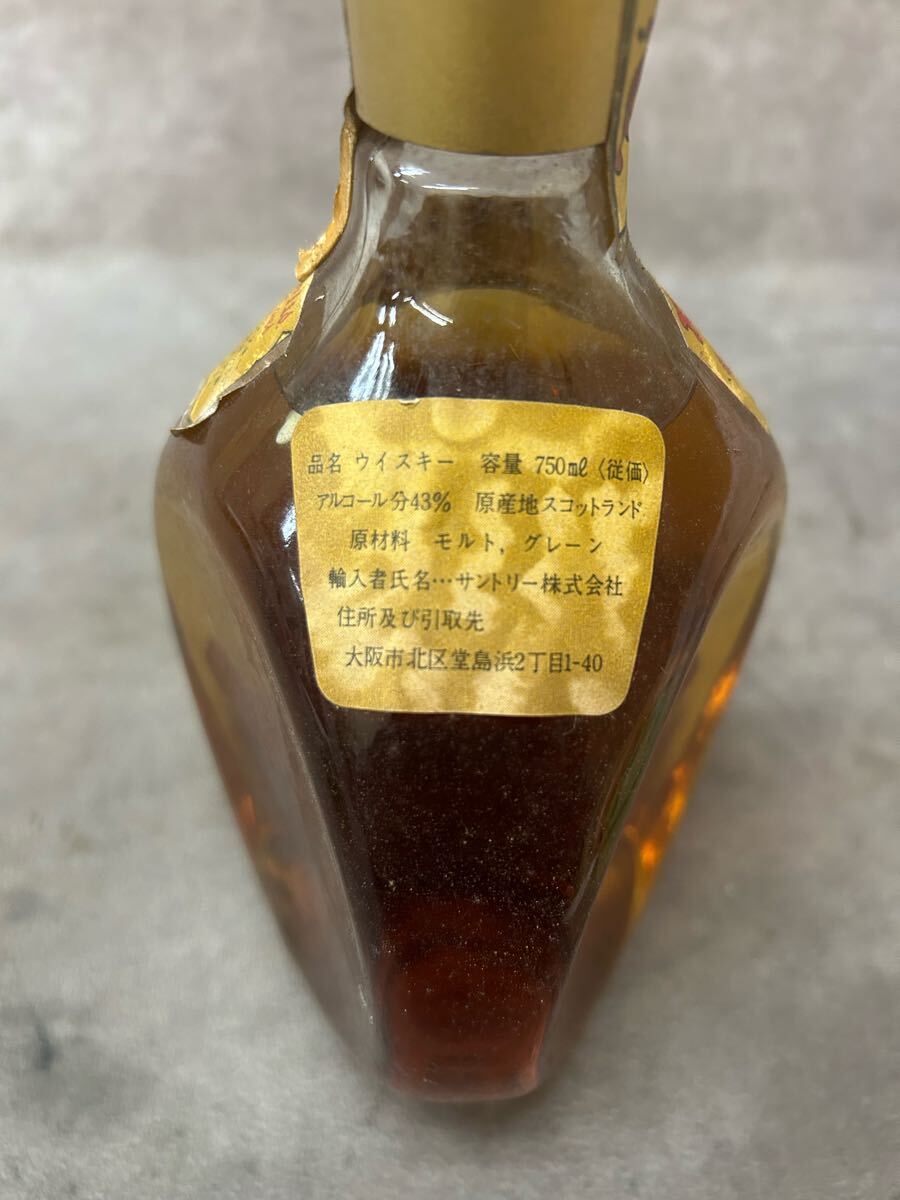 品名 ウイスキー 容量 750mℓ〈従価〉
アルコール分43% 原産地スコットランド
原材料 モルト, グレーン
輸入者氏名…サントリー株式会社
住所及び引取先
大阪市北区堂島浜2丁目1-40